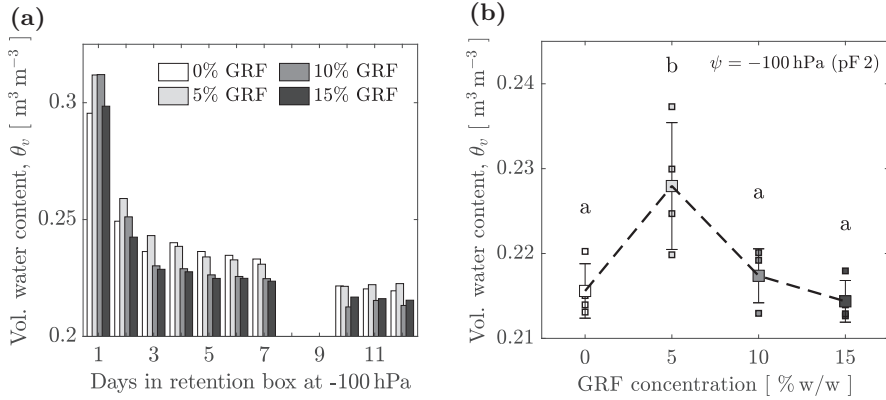 (a)
Vol. water content, θv [ m³ m⁻³ ]
0.3
0.25
0.2
0% GRF
5% GRF
10% GRF
15% GRF
1 3 5 7 9 11
Days in retention box at -100 hPa
(b)
Vol. water content, θv [ m³ m⁻³ ]
0.24
0.23
0.22
0.21
ψ = −100 hPa (pF 2)
a
b
a
a
0 5 10 15
GRF concentration [ % w/w ]